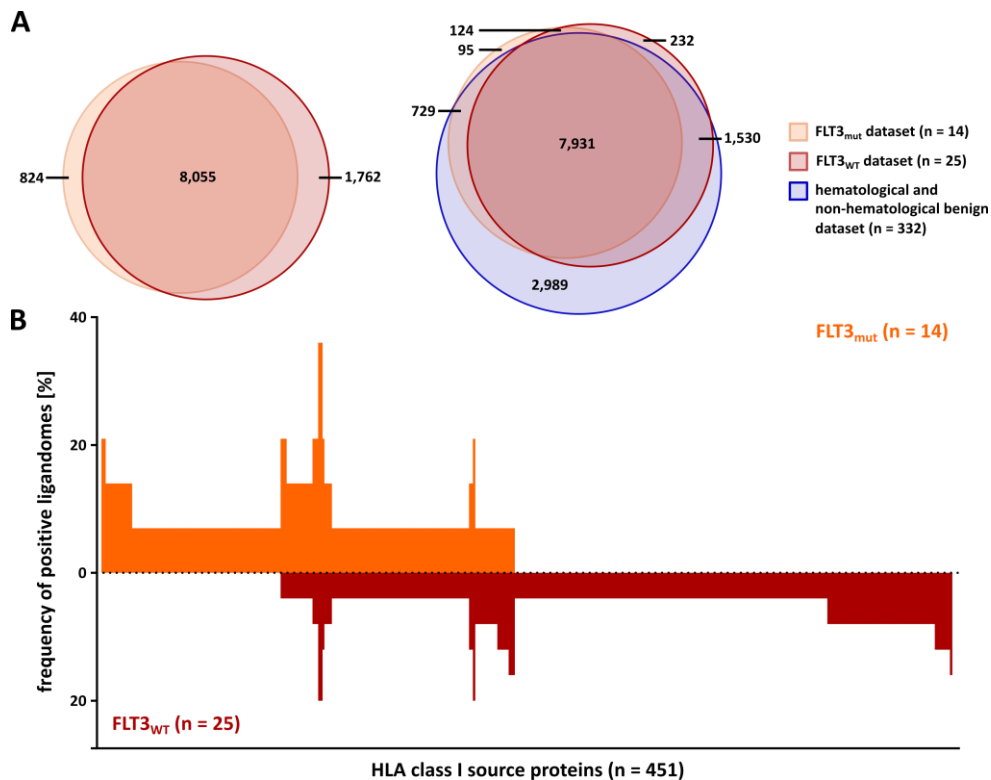 A
824
8,055
1,762
124
95
232
729
7,931
1,530
2,989
FLT3mut dataset (n = 14)
FLT3WT dataset (n = 25)
hematological and
non-hematological benign
dataset (n = 332)
B
40
20
0
20
frequency of positive ligandomes [%]
FLT3mut (n = 14)
FLT3WT (n = 25)
HLA class I source proteins (n = 451)